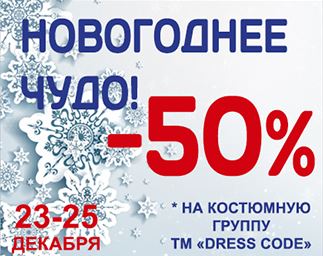 НОВОГОДНЕЕ
ЧУДО!
-50%
* НА КОСТЮМНУЮ
ГРУППУ
ТМ «DRESS CODE»
23-25
ДЕКАБРЯ